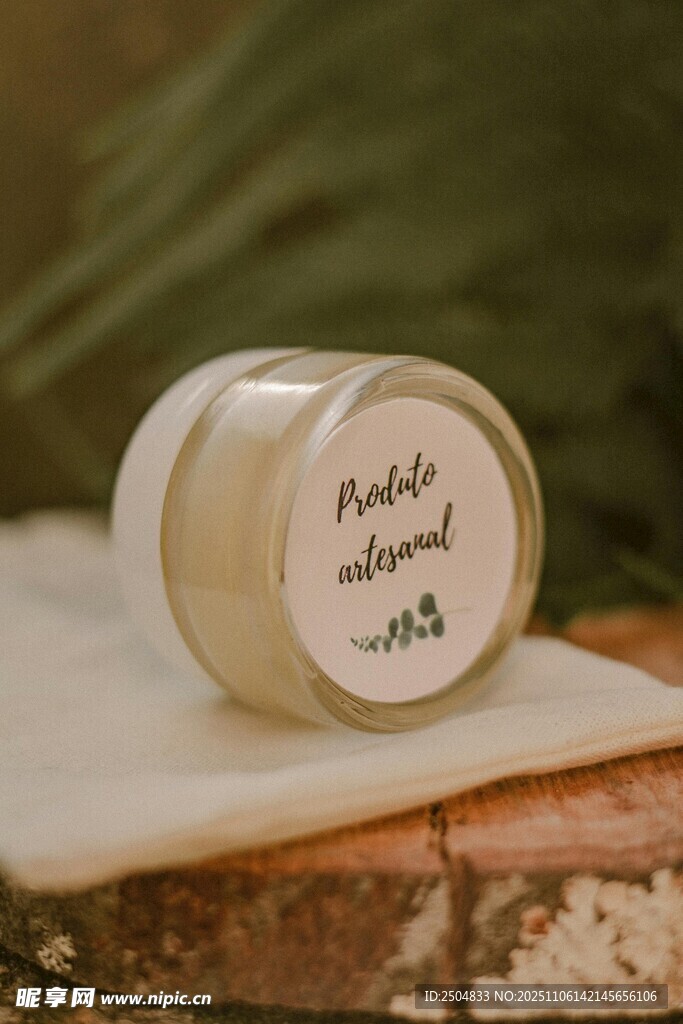 Produto
artesanal
昵享网 www.nipic.cn
ID:2504833 NO:20251106142145656106